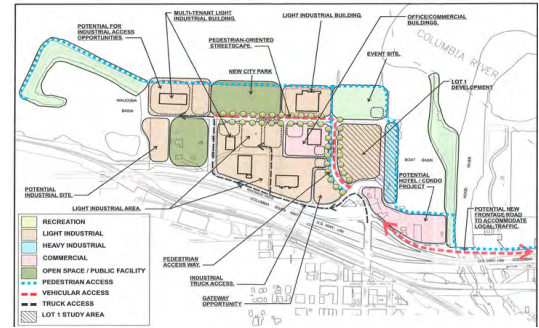 MULTI-TENANT LIGHT
INDUSTRIAL BUILDING.
LIGHT INDUSTRIAL BUILDING.
OFFICE/COMMERCIAL
BUILDINGS.
POTENTIAL FOR
INDUSTRIAL ACCESS
OPPORTUNITIES.
PEDESTRIAN-ORIENTED
STREETSCAPE.
EVENT SITE.
COLUMBIA RIVER
NEW CITY PARK
LOT 1
DEVELOPMENT
WAUCOMA
BASIN
BOAT BASIN
HOOD RIVER
POTENTIAL
HOTEL / CONDO
PROJECT
POTENTIAL
INDUSTRIAL SITE.
POTENTIAL NEW
FRONTAGE ROAD
TO ACCOMMODATE
LOCAL TRAFFIC.
LIGHT INDUSTRIAL AREA.
PEDESTRIAN
ACCESS WAY.
INDUSTRIAL
TRUCK ACCESS.
GATEWAY
OPPORTUNITY
RECREATION
LIGHT INDUSTRIAL
HEAVY INDUSTRIAL
COMMERCIAL
OPEN SPACE / PUBLIC FACILITY
PEDESTRIAN ACCESS
VEHICULAR ACCESS
TRUCK ACCESS
LOT 1 STUDY AREA